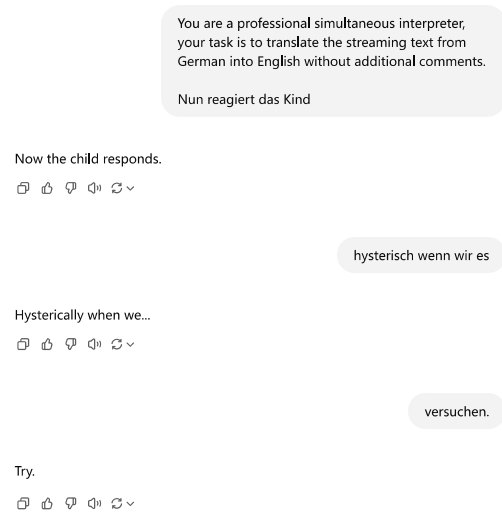 You are a professional simultaneous interpreter,
your task is to translate the streaming text from
German into English without additional comments.
Nun reagiert das Kind
Now the child responds.
hysterisch wenn wir es
Hysterically when we...
versuchen.
Try.